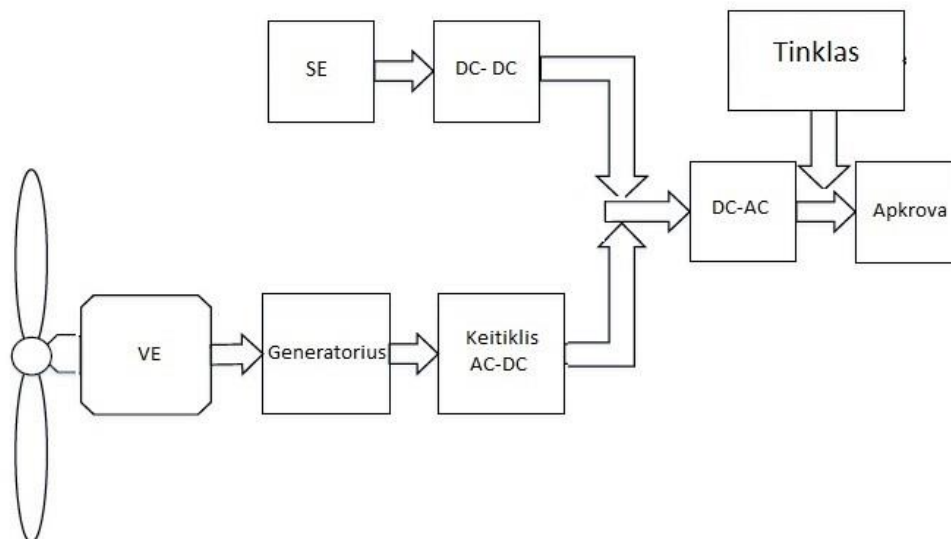 SE
DC- DC
Tinklas
DC-AC
Apkrova
VE
Generatorius
Keitiklis
AC-DC